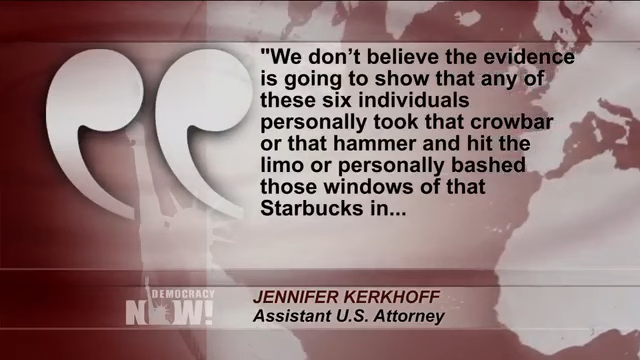 "We don't believe the evidence
is going to show that any of
these six individuals
personally took that crowbar
or that hammer and hit the
limo or personally bashed
those windows of that
Starbucks in...
JENNIFER KERKHOFF
Assistant U.S. Attorney
DEMOCRACY
NOW!